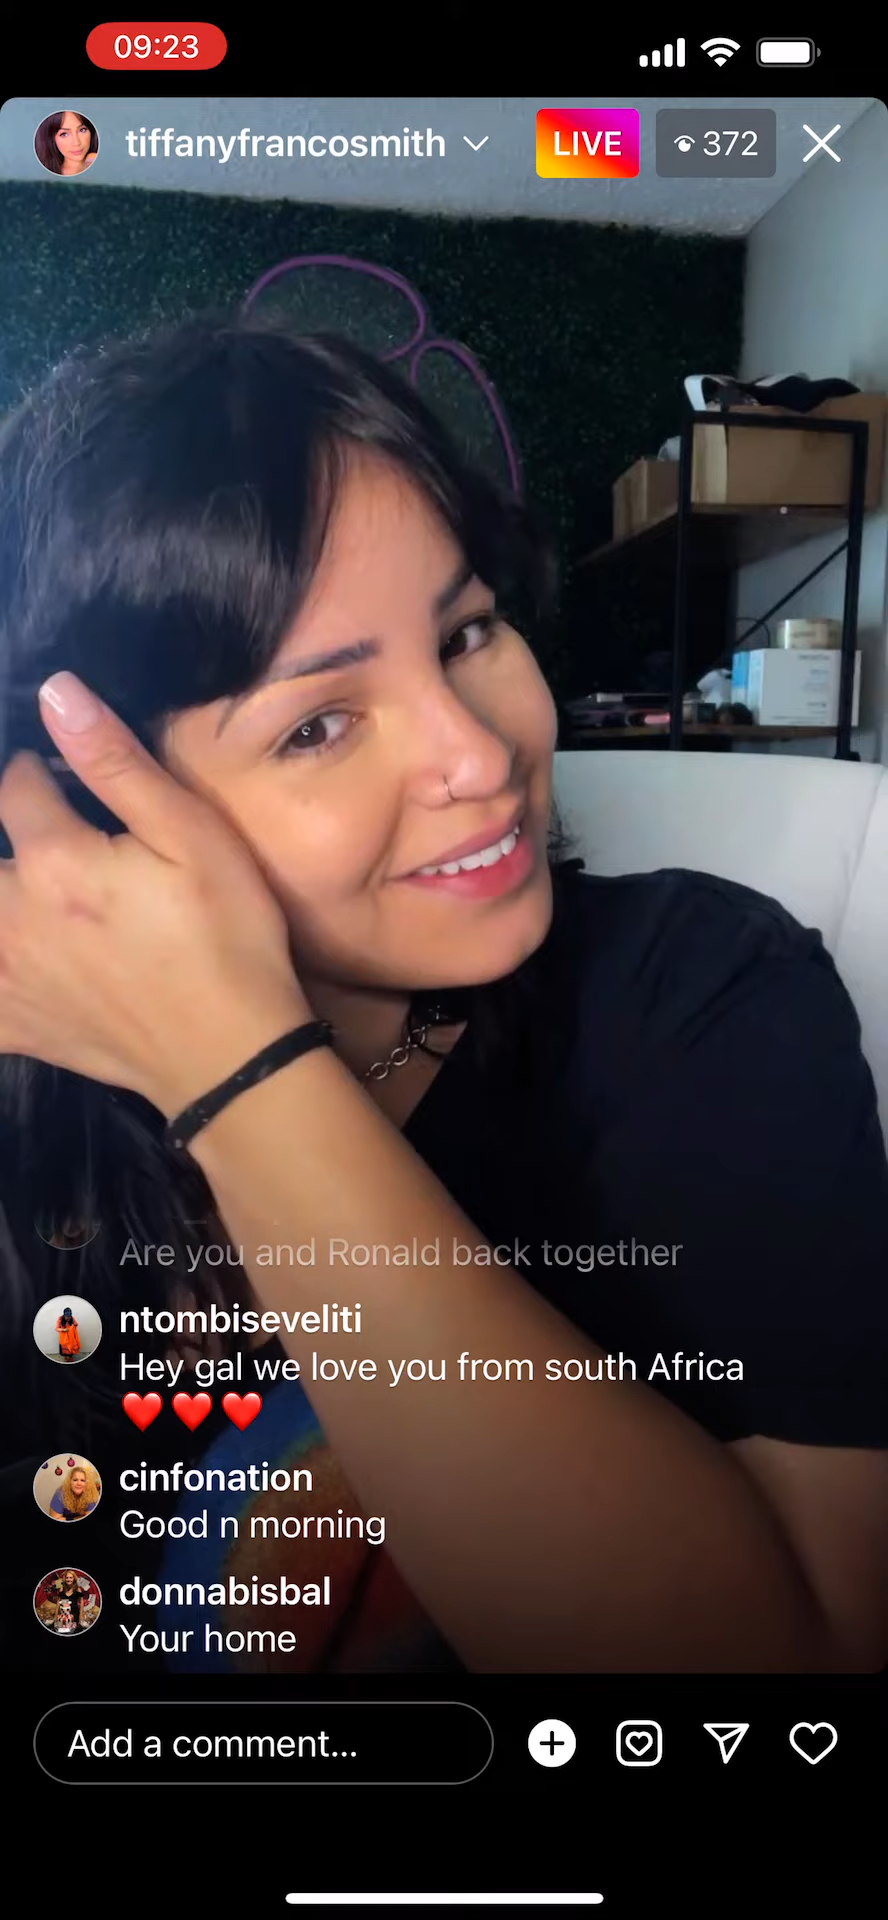 09:23
tiffanyfrancosmith
LIVE
372
Are you and Ronald back together
ntombiseveliti
Hey gal we love you from south Africa
❤️❤️❤️
cinfonation
Good n morning
donnabisbal
Your home
Add a comment...